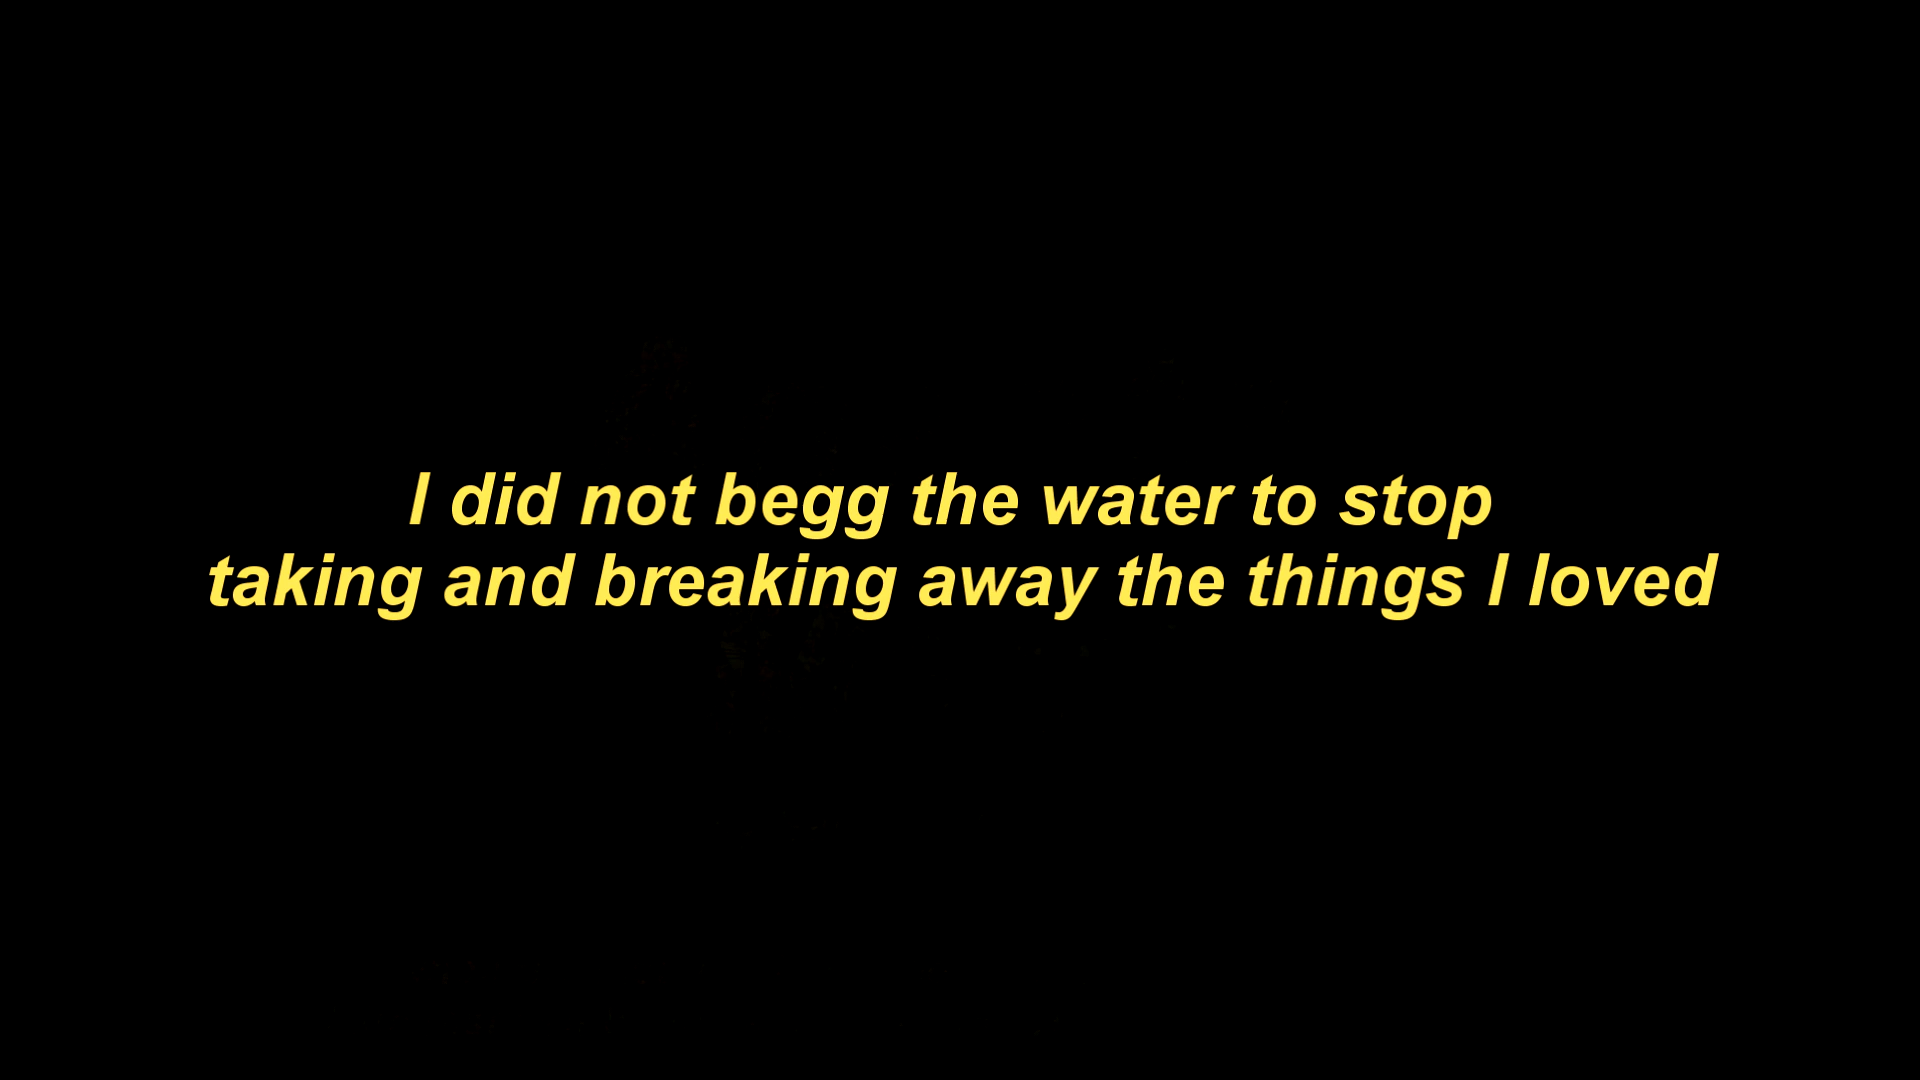 I did not begg the water to stop
taking and breaking away the things I loved